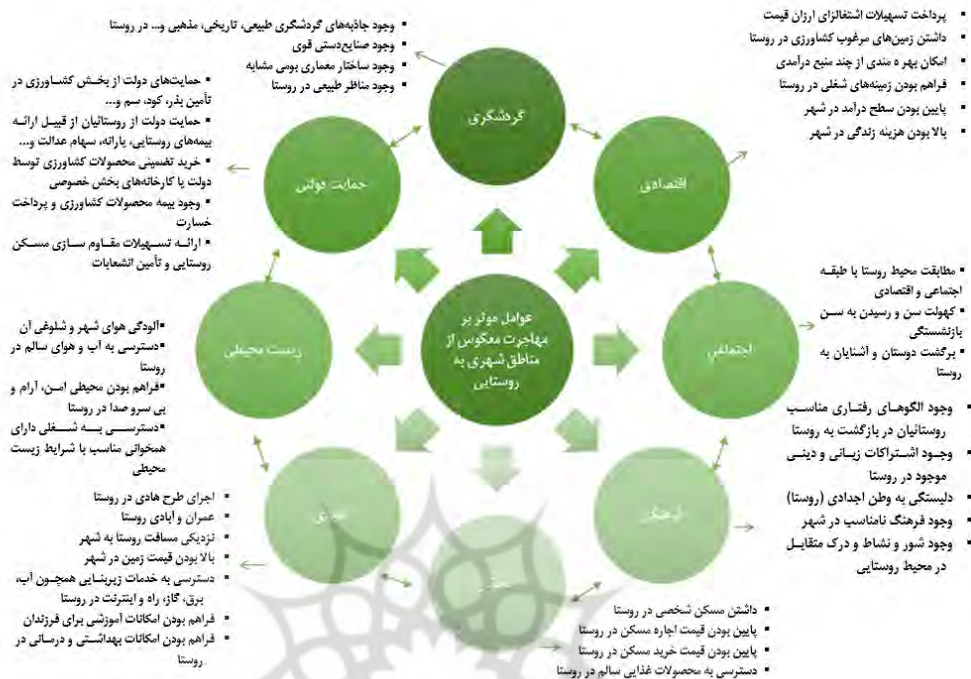 وجود جاذبه‌های گردشگری طبیعی، تاریخی، مذهبی و... در روستا
وجود صنایع‌دستی قوی
وجود ساختار معماری بومی مشابه
وجود مناظر طبیعی در روستا
گردشگری
پرداخت تسهیلات اشتغالزای ارزان قیمت
داشتن زمین‌های مرغوب کشاورزی در روستا
امکان بهره مندی از چند منبع درآمدی
فراهم بودن زمینه‌های شغلی در روستا
پایین بودن سطح درآمد در شهر
بالا بودن هزینه زندگی در شهر
اقتصادی
مطابقت محیط روستا با طبقه
اجتماعی و اقتصادی
کهولت سن و رسیدن به سن
بازنشستگی
برگشت دوستان و آشنایان به
روستا
اجتماعی
وجود الگوهای رفتاری مناسب
روستائیان در بازگشت به روستا
وجود اشتراکات زبانی و دینی
موجود در روستا
دلبستگی به وطن اجدادی (روستا)
وجود فرهنگ نامناسب در شهر
وجود شور و نشاط و درک متقابل
در محیط روستایی
فرهنگی
داشتن مسکن شخصی در روستا
پایین بودن قیمت اجاره مسکن در روستا
پایین بودن قیمت خرید مسکن در روستا
دسترسی به محصولات غذایی سالم در روستا
اجرای طرح هادی در روستا
عمران و آبادی روستا
نزدیکی مسافت روستا به شهر
بالا بودن قیمت زمین در شهر
دسترسی به خدمات زیربنایی همچون آب،
برق، گاز، راه و اینترنت در روستا
فراهم بودن امکانات آموزشی برای فرزندان
فراهم بودن امکانات بهداشتی و درمانی در
روستا
آلودگی هوای شهر و شلوغی آن
دسترسی به آب و هوای سالم در
روستا
فراهم بودن محیطی امن، آرام و
بی سرو صدا در روستا
دسترسی به شغلی دارای
همخوانی مناسب با شرایط زیست
محیطی
زیست محیطی
حمایت‌های دولت از بخش کشاورزی در
تأمین بذر، کود، سم و...
حمایت دولت از روستائیان از قبیل ارائه
بیمه‌های روستایی، یارانه، سهام عدالت و...
خرید تضمینی محصولات کشاورزی توسط
دولت یا کارخانه‌های بخش خصوصی
وجود بیمه محصولات کشاورزی و پرداخت
خسارت
ارائه تسهیلات مقاوم سازی مسکن
روستایی و تأمین انشعابات
حمایت دولتی
عوامل موثر بر
مهاجرت معکوس از
مناطق شهری به
روستایی